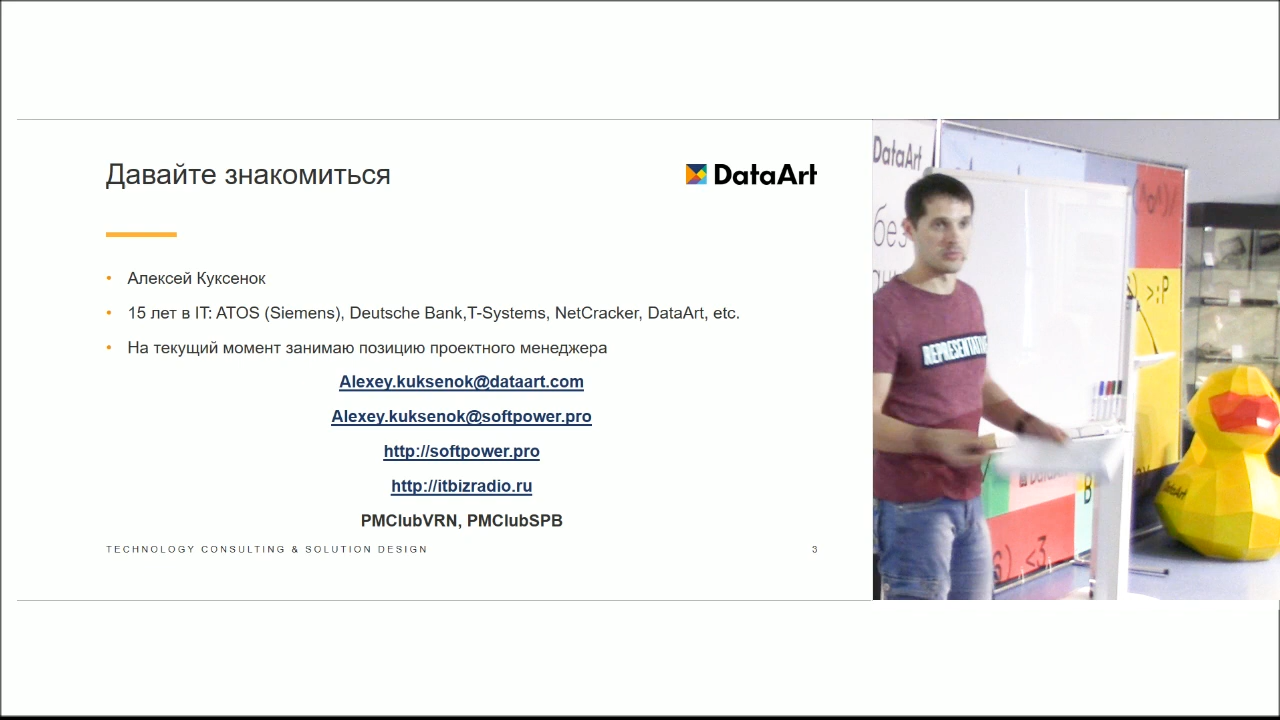 Давайте знакомиться
DataArt
• Алексей Куксенок
• 15 лет в IT: ATOS (Siemens), Deutsche Bank,T-Systems, NetCracker, DataArt, etc.
• На текущий момент занимаю позицию проектного менеджера
Alexey.kuksenok@dataart.com
Alexey.kuksenok@softpower.pro
http://softpower.pro
http://itbizradio.ru
PMClubVRN, PMClubSPB
TECHNOLOGY CONSULTING & SOLUTION DESIGN
3
DataArt
без
>:P
<3
DataArt